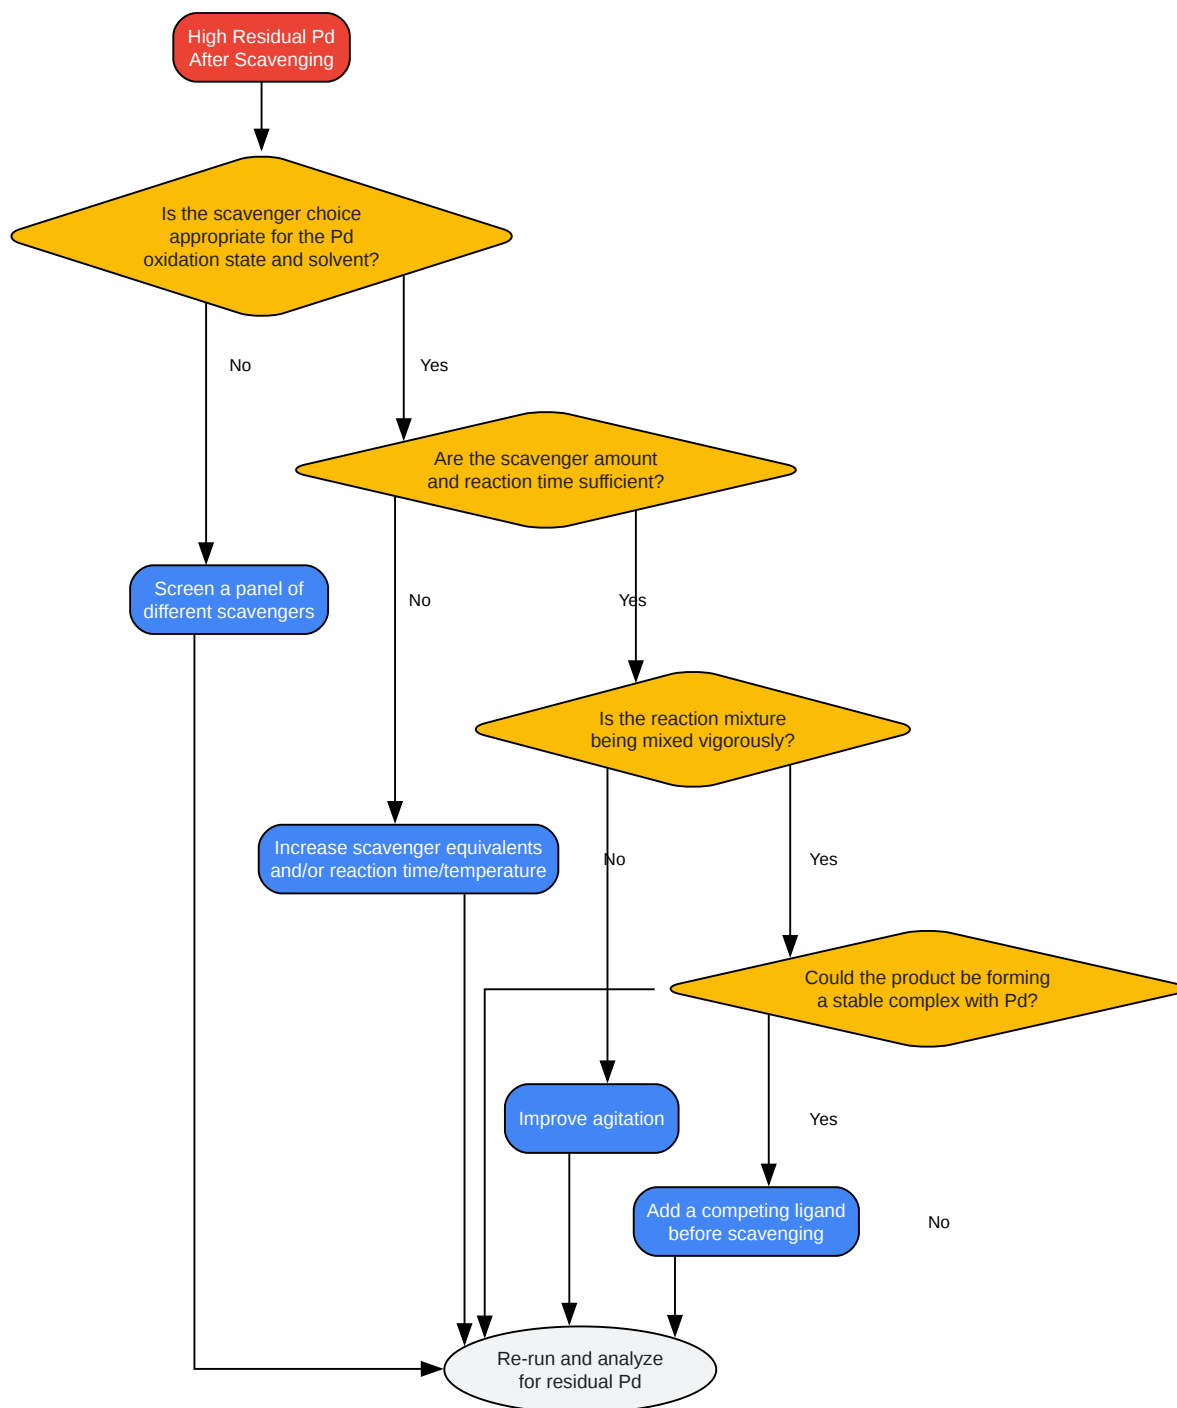 High Residual Pd
After Scavenging
Is the scavenger choice
appropriate for the Pd
oxidation state and solvent?
No
Yes
Are the scavenger amount
and reaction time sufficient?
Screen a panel of
different scavengers
No
Yes
Is the reaction mixture
being mixed vigorously?
Increase scavenger equivalents
and/or reaction time/temperature
No
Yes
Could the product be forming
a stable complex with Pd?
Improve agitation
Yes
Add a competing ligand
before scavenging
No
Re-run and analyze
for residual Pd